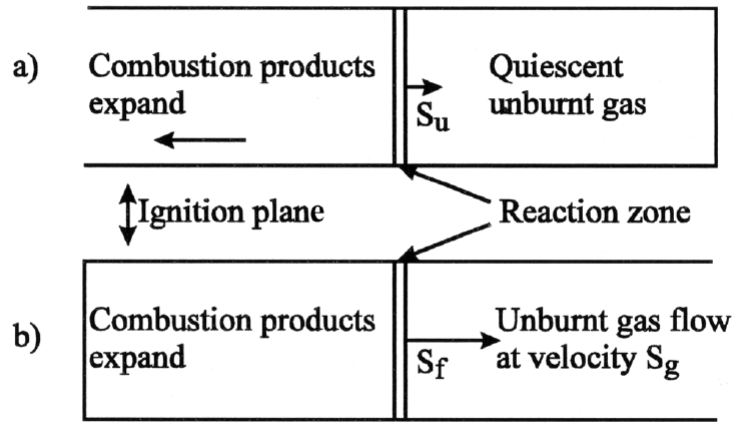 a)
Combustion products
expand
Quiescent
unburnt gas
Su
Ignition plane
Reaction zone
b)
Combustion products
expand
Sf
Unburnt gas flow
at velocity Sg